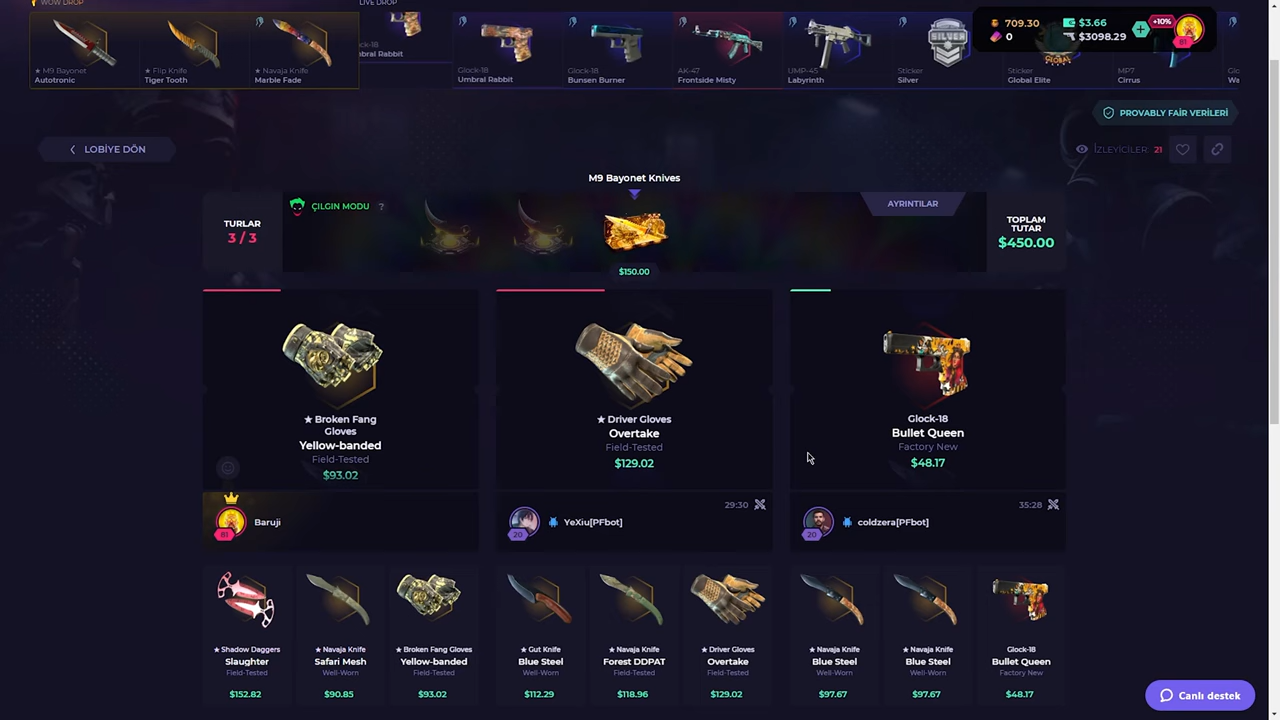 WOW DROP
LIVE DROP
★ M9 Bayonet
Autotronic
★ Flip Knife
Tiger Tooth
★ Navaja Knife
Marble Fade
Glock-18
Umbral Rabbit
Glock-18
Bunsen Burner
AK-47
Frontside Misty
UMP-45
Labyrinth
Sticker
Silver
Sticker
Global Elite
MP7
Cirrus
709.30
0
$3.66
$3098.29
+10%
81
PROVABLY FAIR VERİLERİ
LOBİYE DÖN
İZLEYİCİLER 21
M9 Bayonet Knives
ÇILGIN MODU ?
AYRINTILAR
TURLAR
3 / 3
TOPLAM
TUTAR
$450.00
$150.00
★ Broken Fang
Gloves
Yellow-banded
Field-Tested
$93.02
★ Driver Gloves
Overtake
Field-Tested
$129.02
Glock-18
Bullet Queen
Factory New
$48.17
81
Baruji
20
YeXiu[PFbot]
29:30
20
coldzera[PFbot]
35:28
★ Shadow Daggers
Slaughter
Field-Tested
$152.82
★ Navaja Knife
Safari Mesh
Well-Worn
$90.85
★ Broken Fang Gloves
Yellow-banded
Field-Tested
$93.02
★ Gut Knife
Blue Steel
Well-Worn
$112.29
★ Navaja Knife
Forest DDPAT
Field-Tested
$118.96
★ Driver Gloves
Overtake
Field-Tested
$129.02
★ Navaja Knife
Blue Steel
Well-Worn
$97.67
★ Navaja Knife
Blue Steel
Well-Worn
$97.67
Glock-18
Bullet Queen
Factory New
$48.17
Canlı destek